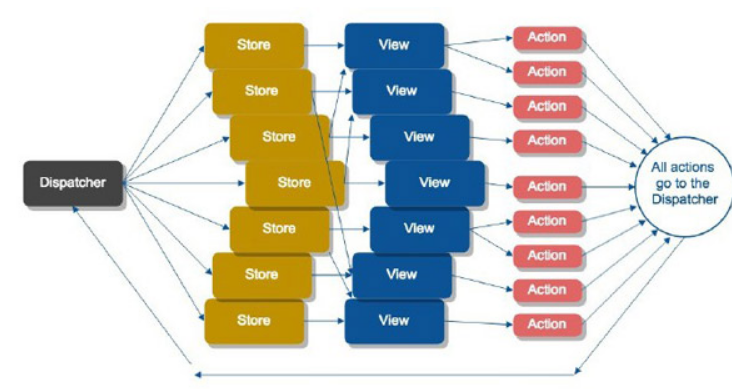 Store View Action
Action
Store View Action
Store View Action
Dispatcher
Store View Action
All actions
go to the
Dispatcher
Store View Action
Action
Store View Action
Store View Action